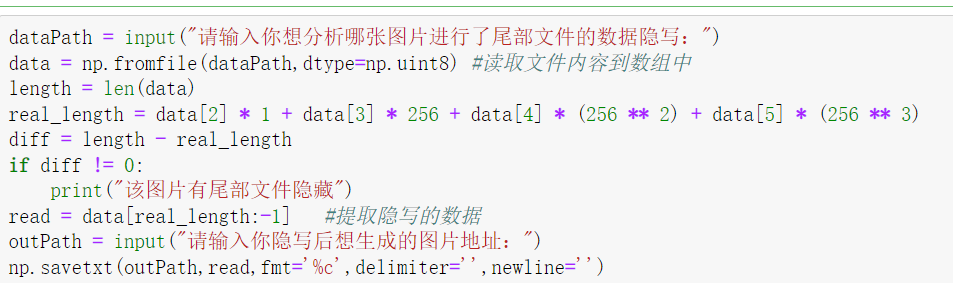 dataPath = input("请输入你想分析哪张图片进行了尾部文件的数据隐写：")
data = np.fromfile(dataPath,dtype=np.uint8) #读取文件内容到数组中
length = len(data)
real_length = data[2] * 1 + data[3] * 256 + data[4] * (256 ** 2) + data[5] * (256 ** 3)
diff = length - real_length
if diff != 0:
    print("该图片有尾部文件隐藏")
read = data[real_length:-1]   #提取隐写的数据
outPath = input("请输入你隐写后想生成的图片地址：")
np.savetxt(outPath,read,fmt='%c',delimiter='',newline='')